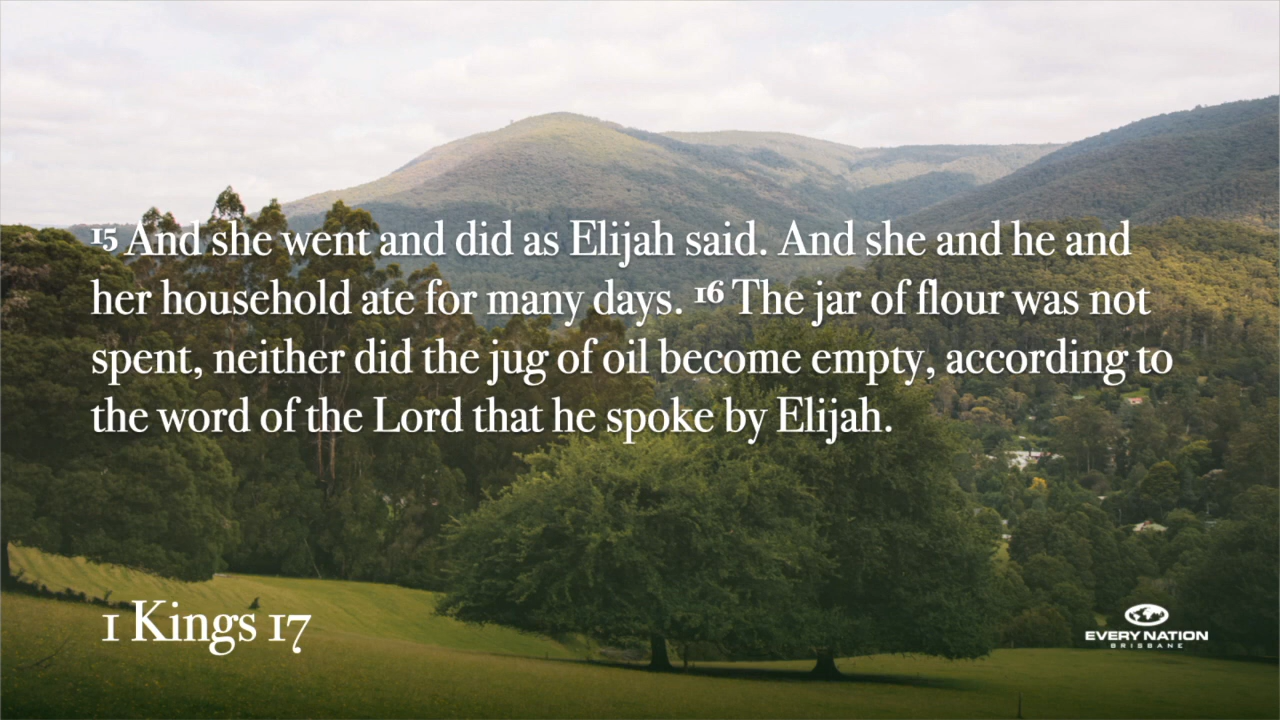 15 And she went and did as Elijah said. And she and he and
her household ate for many days. 16 The jar of flour was not
spent, neither did the jug of oil become empty, according to
the word of the Lord that he spoke by Elijah.
1 Kings 17
EVERY NATION
BRISBANE